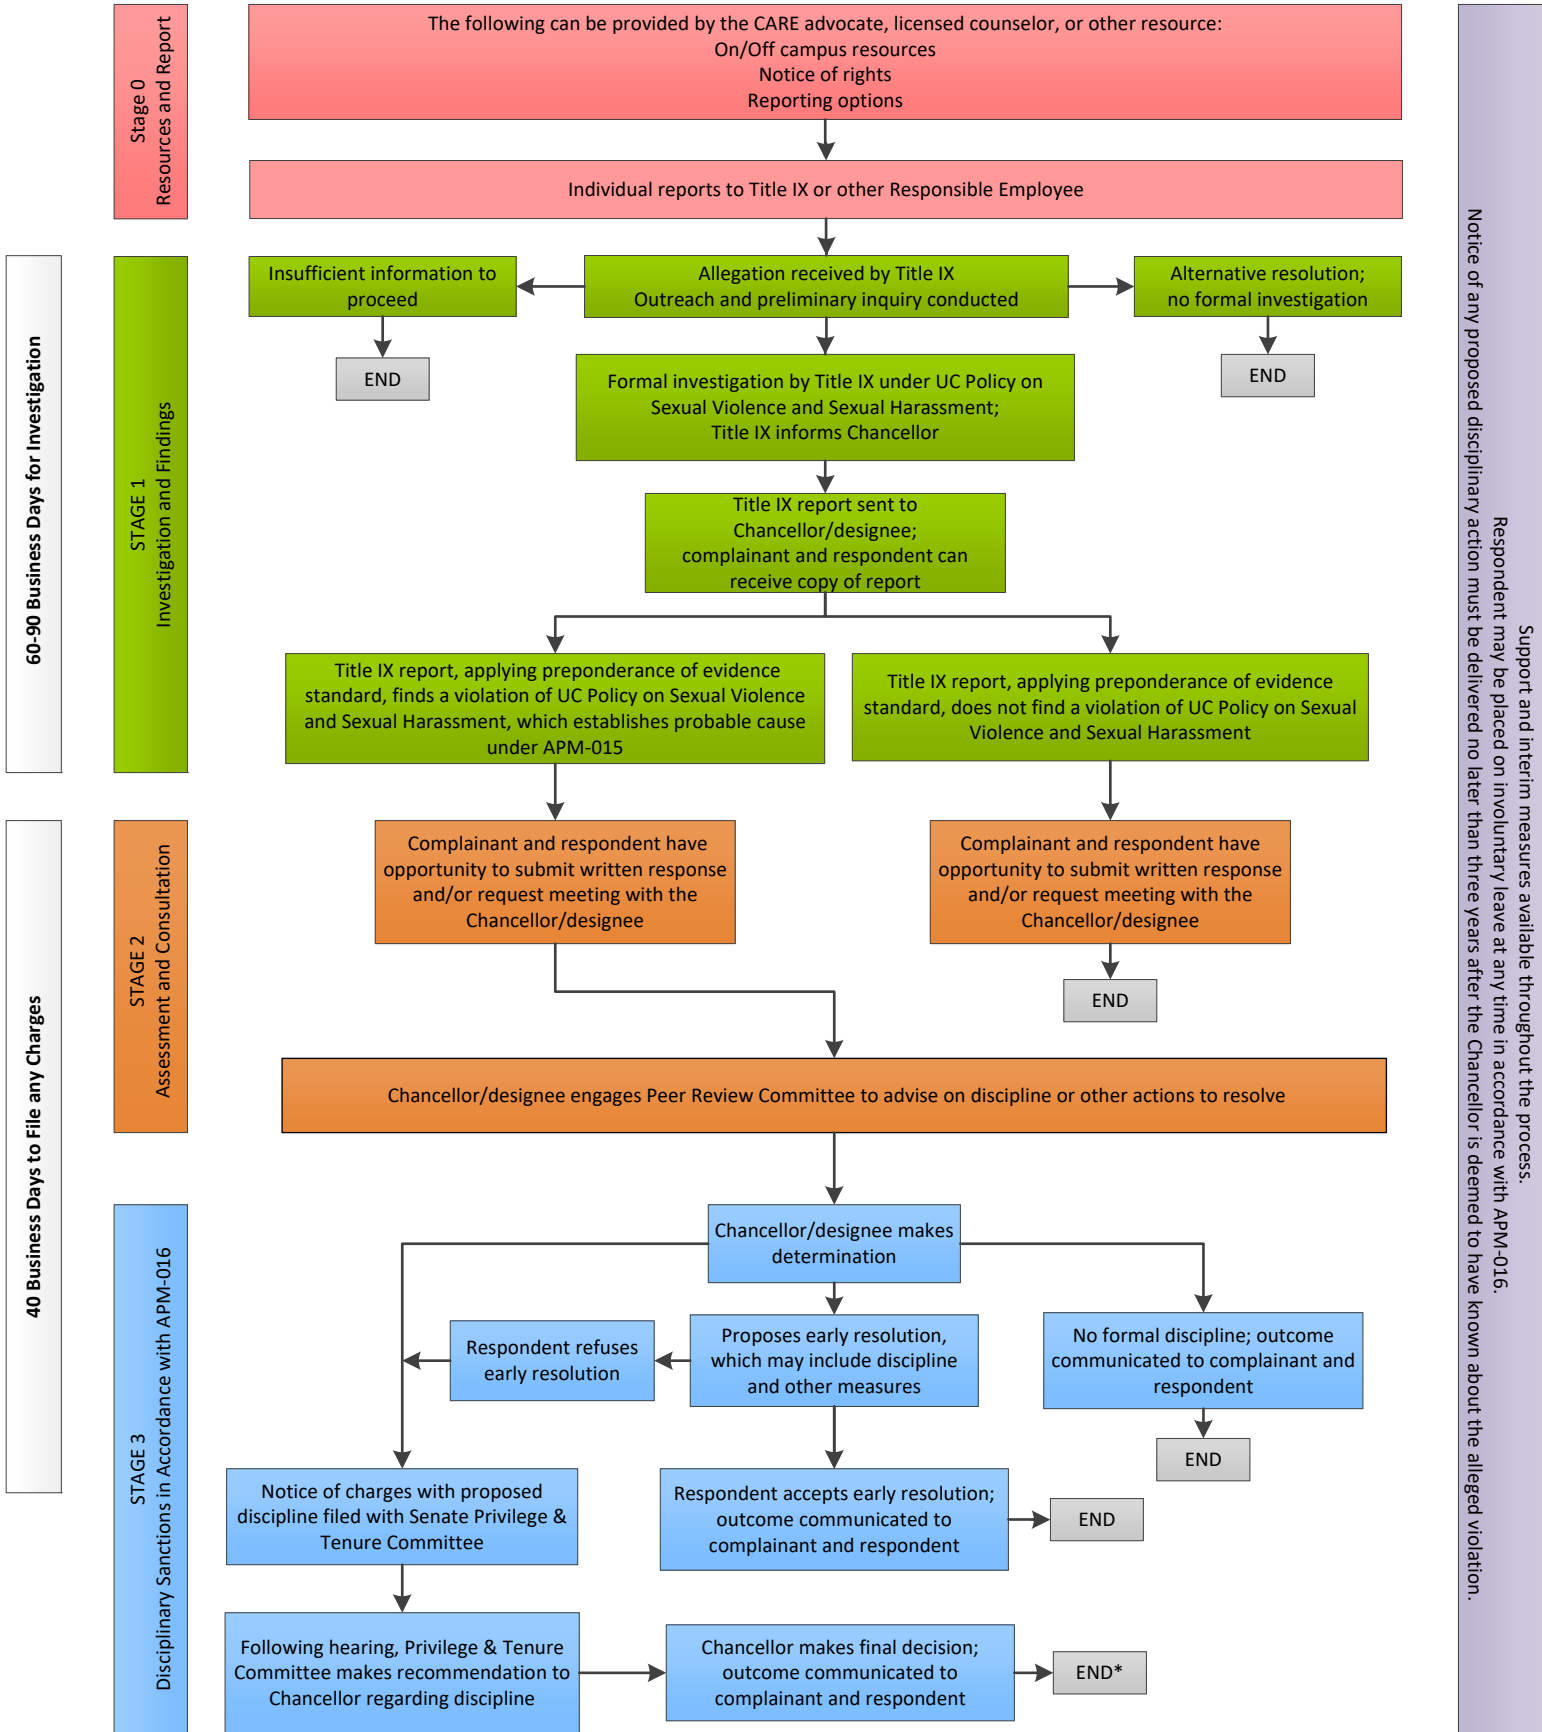 Stage 0
Resources and Report
The following can be provided by the CARE advocate, licensed counselor, or other resource:
On/Off campus resources
Notice of rights
Reporting options
Individual reports to Title IX or other Responsible Employee
60-90 Business Days for Investigation
STAGE 1
Investigation and Findings
Insufficient information to
proceed
Allegation received by Title IX
Outreach and preliminary inquiry conducted
Alternative resolution;
no formal investigation
END
END
Formal investigation by Title IX under UC Policy on
Sexual Violence and Sexual Harassment;
Title IX informs Chancellor
Title IX report sent to
Chancellor/designee;
complainant and respondent can
receive copy of report
Title IX report, applying preponderance of evidence
standard, finds a violation of UC Policy on Sexual Violence
and Sexual Harassment, which establishes probable cause
under APM-015
Title IX report, applying preponderance of evidence
standard, does not find a violation of UC Policy on Sexual
Violence and Sexual Harassment
40 Business Days to File any Charges
STAGE 2
Assessment and Consultation
Complainant and respondent have
opportunity to submit written response
and/or request meeting with the
Chancellor/designee
Complainant and respondent have
opportunity to submit written response
and/or request meeting with the
Chancellor/designee
END
Chancellor/designee engages Peer Review Committee to advise on discipline or other actions to resolve
STAGE 3
Disciplinary Sanctions in Accordance with APM-016
Chancellor/designee makes
determination
Respondent refuses
early resolution
Proposes early resolution,
which may include discipline
and other measures
No formal discipline; outcome
communicated to complainant and
respondent
END
Notice of charges with proposed
discipline filed with Senate Privilege &
Tenure Committee
Respondent accepts early resolution;
outcome communicated to
complainant and respondent
END
Following hearing, Privilege & Tenure
Committee makes recommendation to
Chancellor regarding discipline
Chancellor makes final decision;
outcome communicated to
complainant and respondent
END*
Support and interim measures available throughout the process.
Respondent may be placed on involuntary leave at any time in accordance with APM-016.
Notice of any proposed disciplinary action must be delivered no later than three years after the Chancellor is deemed to have known about the alleged violation.